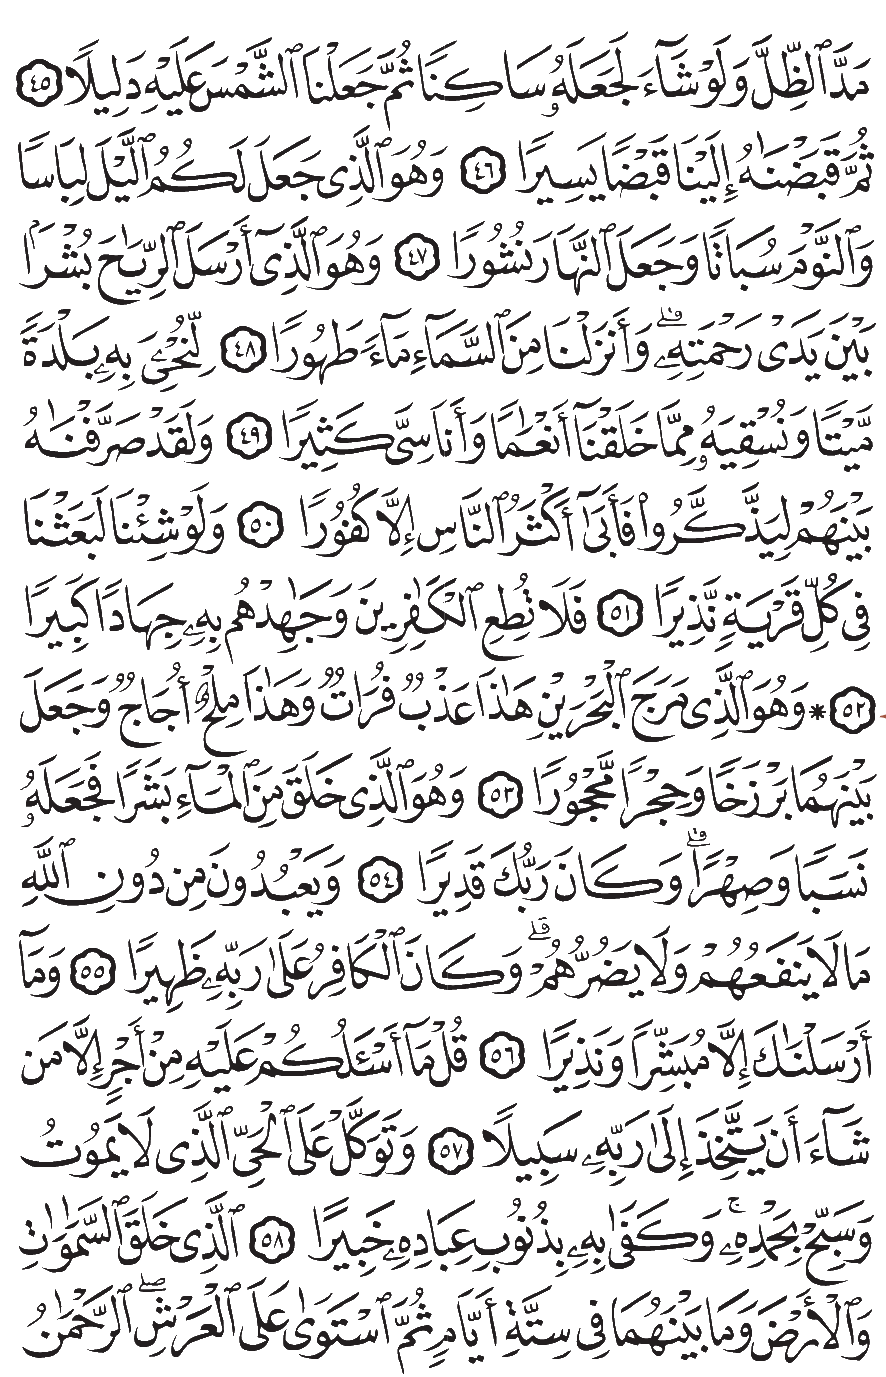 مَدَّ ٱلظِّلَّ وَلَوۡ شَآءَ لَجَعَلَهُۥ سَاكِنٗا ثُمَّ جَعَلۡنَا ٱلشَّمۡسَ عَلَيۡهِ دَلِيلٗا ٤٥
ثُمَّ قَبَضۡنَٰهُ إِلَيۡنَا قَبۡضٗا يَسِيرٗا ٤٦ وَهُوَ ٱلَّذِي جَعَلَ لَكُمُ ٱلَّيۡلَ لِبَاسٗا
وَٱلنَّوۡمَ سُبَاتٗا وَجَعَلَ ٱلنَّهَارَ نُشُورٗا ٤٧ وَهُوَ ٱلَّذِيٓ أَرۡسَلَ ٱلرِّيَٰحَ بُشۡرَۢا
بَيۡنَ يَدَيۡ رَحۡمَتِهِۦۚ وَأَنزَلۡنَا مِنَ ٱلسَّمَآءِ مَآءٗ طَهُورٗا ٤٨ لِّنُحۡـِۧيَ بِهِۦ بَلۡدَةٗ
مَّيۡتٗا وَنُسۡقِيَهُۥ مِمَّا خَلَقۡنَآ أَنۡعَٰمٗا وَأَنَاسِيَّ كَثِيرٗا ٤٩ وَلَقَدۡ صَرَّفۡنَٰهُ
بَيۡنَهُمۡ لِيَذَّكَّرُواْ فَأَبَىٰٓ أَكۡثَرُ ٱلنَّاسِ إِلَّا كُفُورٗا ٥٠ وَلَوۡ شِئۡنَا لَبَعَثۡنَا
فِي كُلِّ قَرۡيَةٖ نَّذِيرٗا ٥١ فَلَا تُطِعِ ٱلۡكَٰفِرِينَ وَجَٰهِدۡهُم بِهِۦ جِهَادٗا كَبِيرٗا
٥٢ * وَهُوَ ٱلَّذِي مَرَجَ ٱلۡبَحۡرَيۡنِ هَٰذَا عَذۡبٞ فُرَاتٞ وَهَٰذَا مِلۡحٌ أُجَاجٞ وَجَعَلَ
بَيۡنَهُمَا بَرۡزَخٗا وَحِجۡرٗا مَّحۡجُورٗا ٥٣ وَهُوَ ٱلَّذِي خَلَقَ مِنَ ٱلۡمَآءِ بَشَرٗا فَجَعَلَهُۥ
نَسَبٗا وَصِهۡرٗاۗ وَكَانَ رَبُّكَ قَدِيرٗا ٥٤ وَيَعۡبُدُونَ مِن دُونِ ٱللَّهِ
مَا لَا يَنفَعُهُمۡ وَلَا يَضُرُّهُمۡۗ وَكَانَ ٱلۡكَافِرُ عَلَىٰ رَبِّهِۦ ظَهِيرٗا ٥٥ وَمَآ
أَرۡسَلۡنَٰكَ إِلَّا مُبَشِّرٗا وَنَذِيرٗا ٥٦ قُلۡ مَآ أَسۡـَٔلُكُمۡ عَلَيۡهِ مِنۡ أَجۡرٍ إِلَّا مَن
شَآءَ أَن يَتَّخِذَ إِلَىٰ رَبِّهِۦ سَبِيلٗا ٥٧ وَتَوَكَّلۡ عَلَى ٱلۡحَيِّ ٱلَّذِي لَا يَمُوتُ
وَسَبِّحۡ بِحَمۡدِهِۦۚ وَكَفَىٰ بِهِۦ بِذُنُوبِ عِبَادِهِۦ خَبِيرًا ٥٨ ٱلَّذِي خَلَقَ ٱلسَّمَٰوَٰتِ
وَٱلۡأَرۡضَ وَمَا بَيۡنَهُمَا فِي سِتَّةِ أَيَّامٖ ثُمَّ ٱسۡتَوَىٰ عَلَى ٱلۡعَرۡشِۖ ٱلرَّحۡمَٰنُ